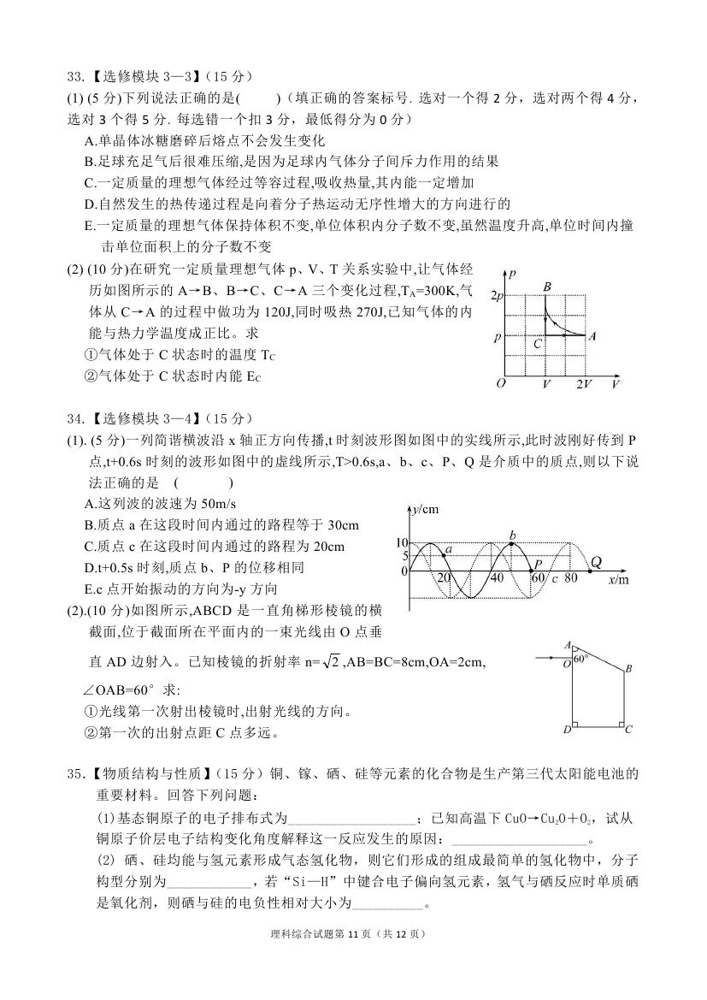 33.【选修模块 3—3】(15 分)
(1) (5 分)下列说法正确的是(　　)（填正确的答案标号. 选对一个得 2 分，选对两个得 4 分，
选对 3 个得 5 分. 每选错一个扣 3 分，最低得分为 0 分）
A.单晶体冰糖磨碎后熔点不会发生变化
B.足球充足气后很难压缩,是因为足球内气体分子间斥力作用的结果
C.一定质量的理想气体经过等容过程,吸收热量,其内能一定增加
D.自然发生的热传递过程是向着分子热运动无序性增大的方向进行的
E.一定质量的理想气体保持体积不变,单位体积内分子数不变,虽然温度升高,单位时间内撞
击单位面积上的分子数不变
(2) (10 分)在研究一定质量理想气体 p、V、T 关系实验中,让气体经
历如图所示的 A→B、B→C、C→A 三个变化过程,TA=300K,气
体从 C→A 的过程中做功为 120J,同时吸热 270J,已知气体的内
能与热力学温度成正比。求
①气体处于 C 状态时的温度 TC
②气体处于 C 状态时内能 EC
p
2p
B
p
C
A
O
V
2V
V
34.【选修模块 3—4】(15 分)
(1). (5 分)一列简谐横波沿 x 轴正方向传播,t 时刻波形图如图中的实线所示,此时波刚好传到 P
点,t+0.6s 时刻的波形如图中的虚线所示,T>0.6s,a、b、c、P、Q 是介质中的质点,则以下说
法正确的是　(　　)
A.这列波的波速为 50m/s
B.质点 a 在这段时间内通过的路程等于 30cm
C.质点 c 在这段时间内通过的路程为 20cm
D.t+0.5s 时刻,质点 b、P 的位移相同
E.c 点开始振动的方向为-y 方向
y/cm
10
5
0
a
b
P
Q
20
40
60
c
80
x/m
(2).(10 分)如图所示,ABCD 是一直角梯形棱镜的横
截面,位于截面所在平面内的一束光线由 O 点垂
直 AD 边射入。已知棱镜的折射率 n=√2 ,AB=BC=8cm,OA=2cm,
∠OAB=60°求:
①光线第一次射出棱镜时,出射光线的方向。
②第一次的出射点距 C 点多远。
A
O
60°
B
D
C
35.【物质结构与性质】(15 分) 铜、镓、硒、硅等元素的化合物是生产第三代太阳能电池的
重要材料。回答下列问题：
(1)基态铜原子的电子排布式为__________________；已知高温下 CuO→Cu₂O＋O₂，试从
铜原子价层电子结构变化角度解释这一反应发生的原因：___________________。
(2) 硒、硅均能与氢元素形成气态氢化物，则它们形成的组成最简单的氢化物中，分子
构型分别为____________，若“Si—H”中键合电子偏向氢元素，氢气与硒反应时单质硒
是氧化剂，则硒与硅的电负性相对大小为__________。
理科综合试题第 11 页（共 12 页）